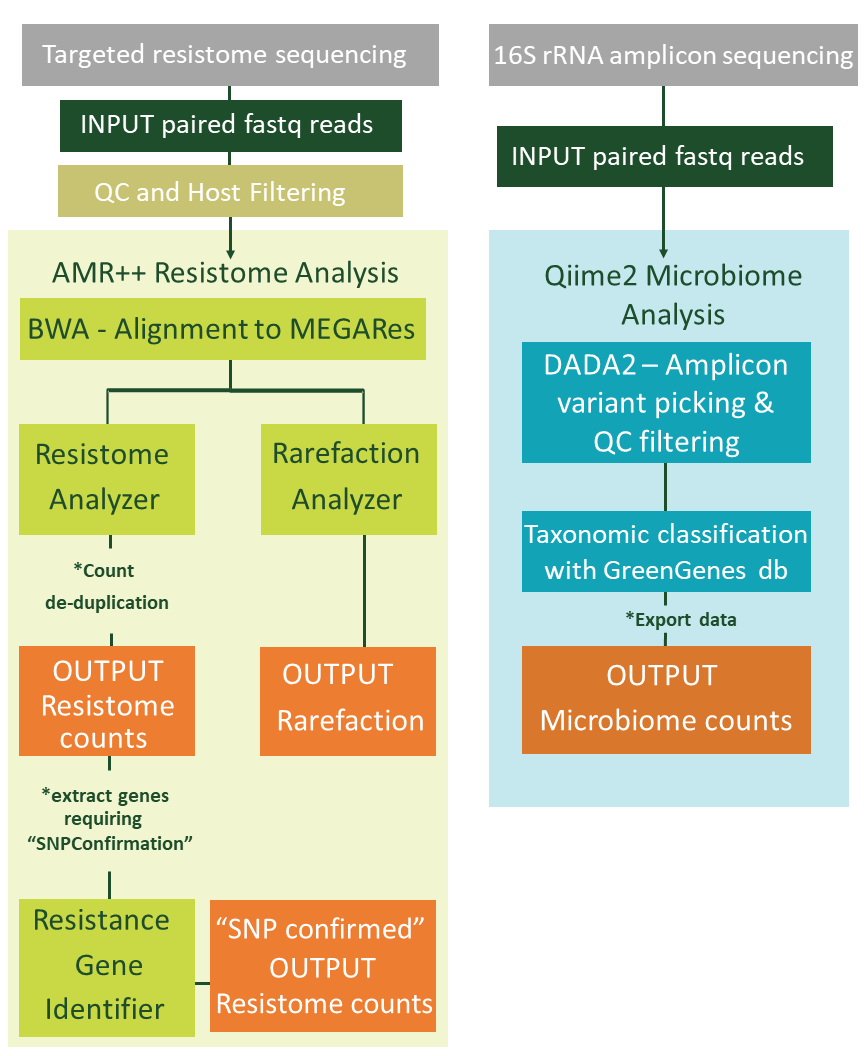 Targeted resistome sequencing
INPUT paired fastq reads
QC and Host Filtering
AMR++ Resistome Analysis
BWA - Alignment to MEGARes
Resistome
Analyzer
Rarefaction
Analyzer
*Count
de-duplication
OUTPUT
Resistome
counts
OUTPUT
Rarefaction
*extract genes
requiring
“SNPConfirmation”
Resistance
Gene
Identifier
“SNP confirmed”
OUTPUT
Resistome counts
16S rRNA amplicon sequencing
INPUT paired fastq reads
Qiime2 Microbiome
Analysis
DADA2 – Amplicon
variant picking &
QC filtering
Taxonomic classification
with GreenGenes db
*Export data
OUTPUT
Microbiome counts